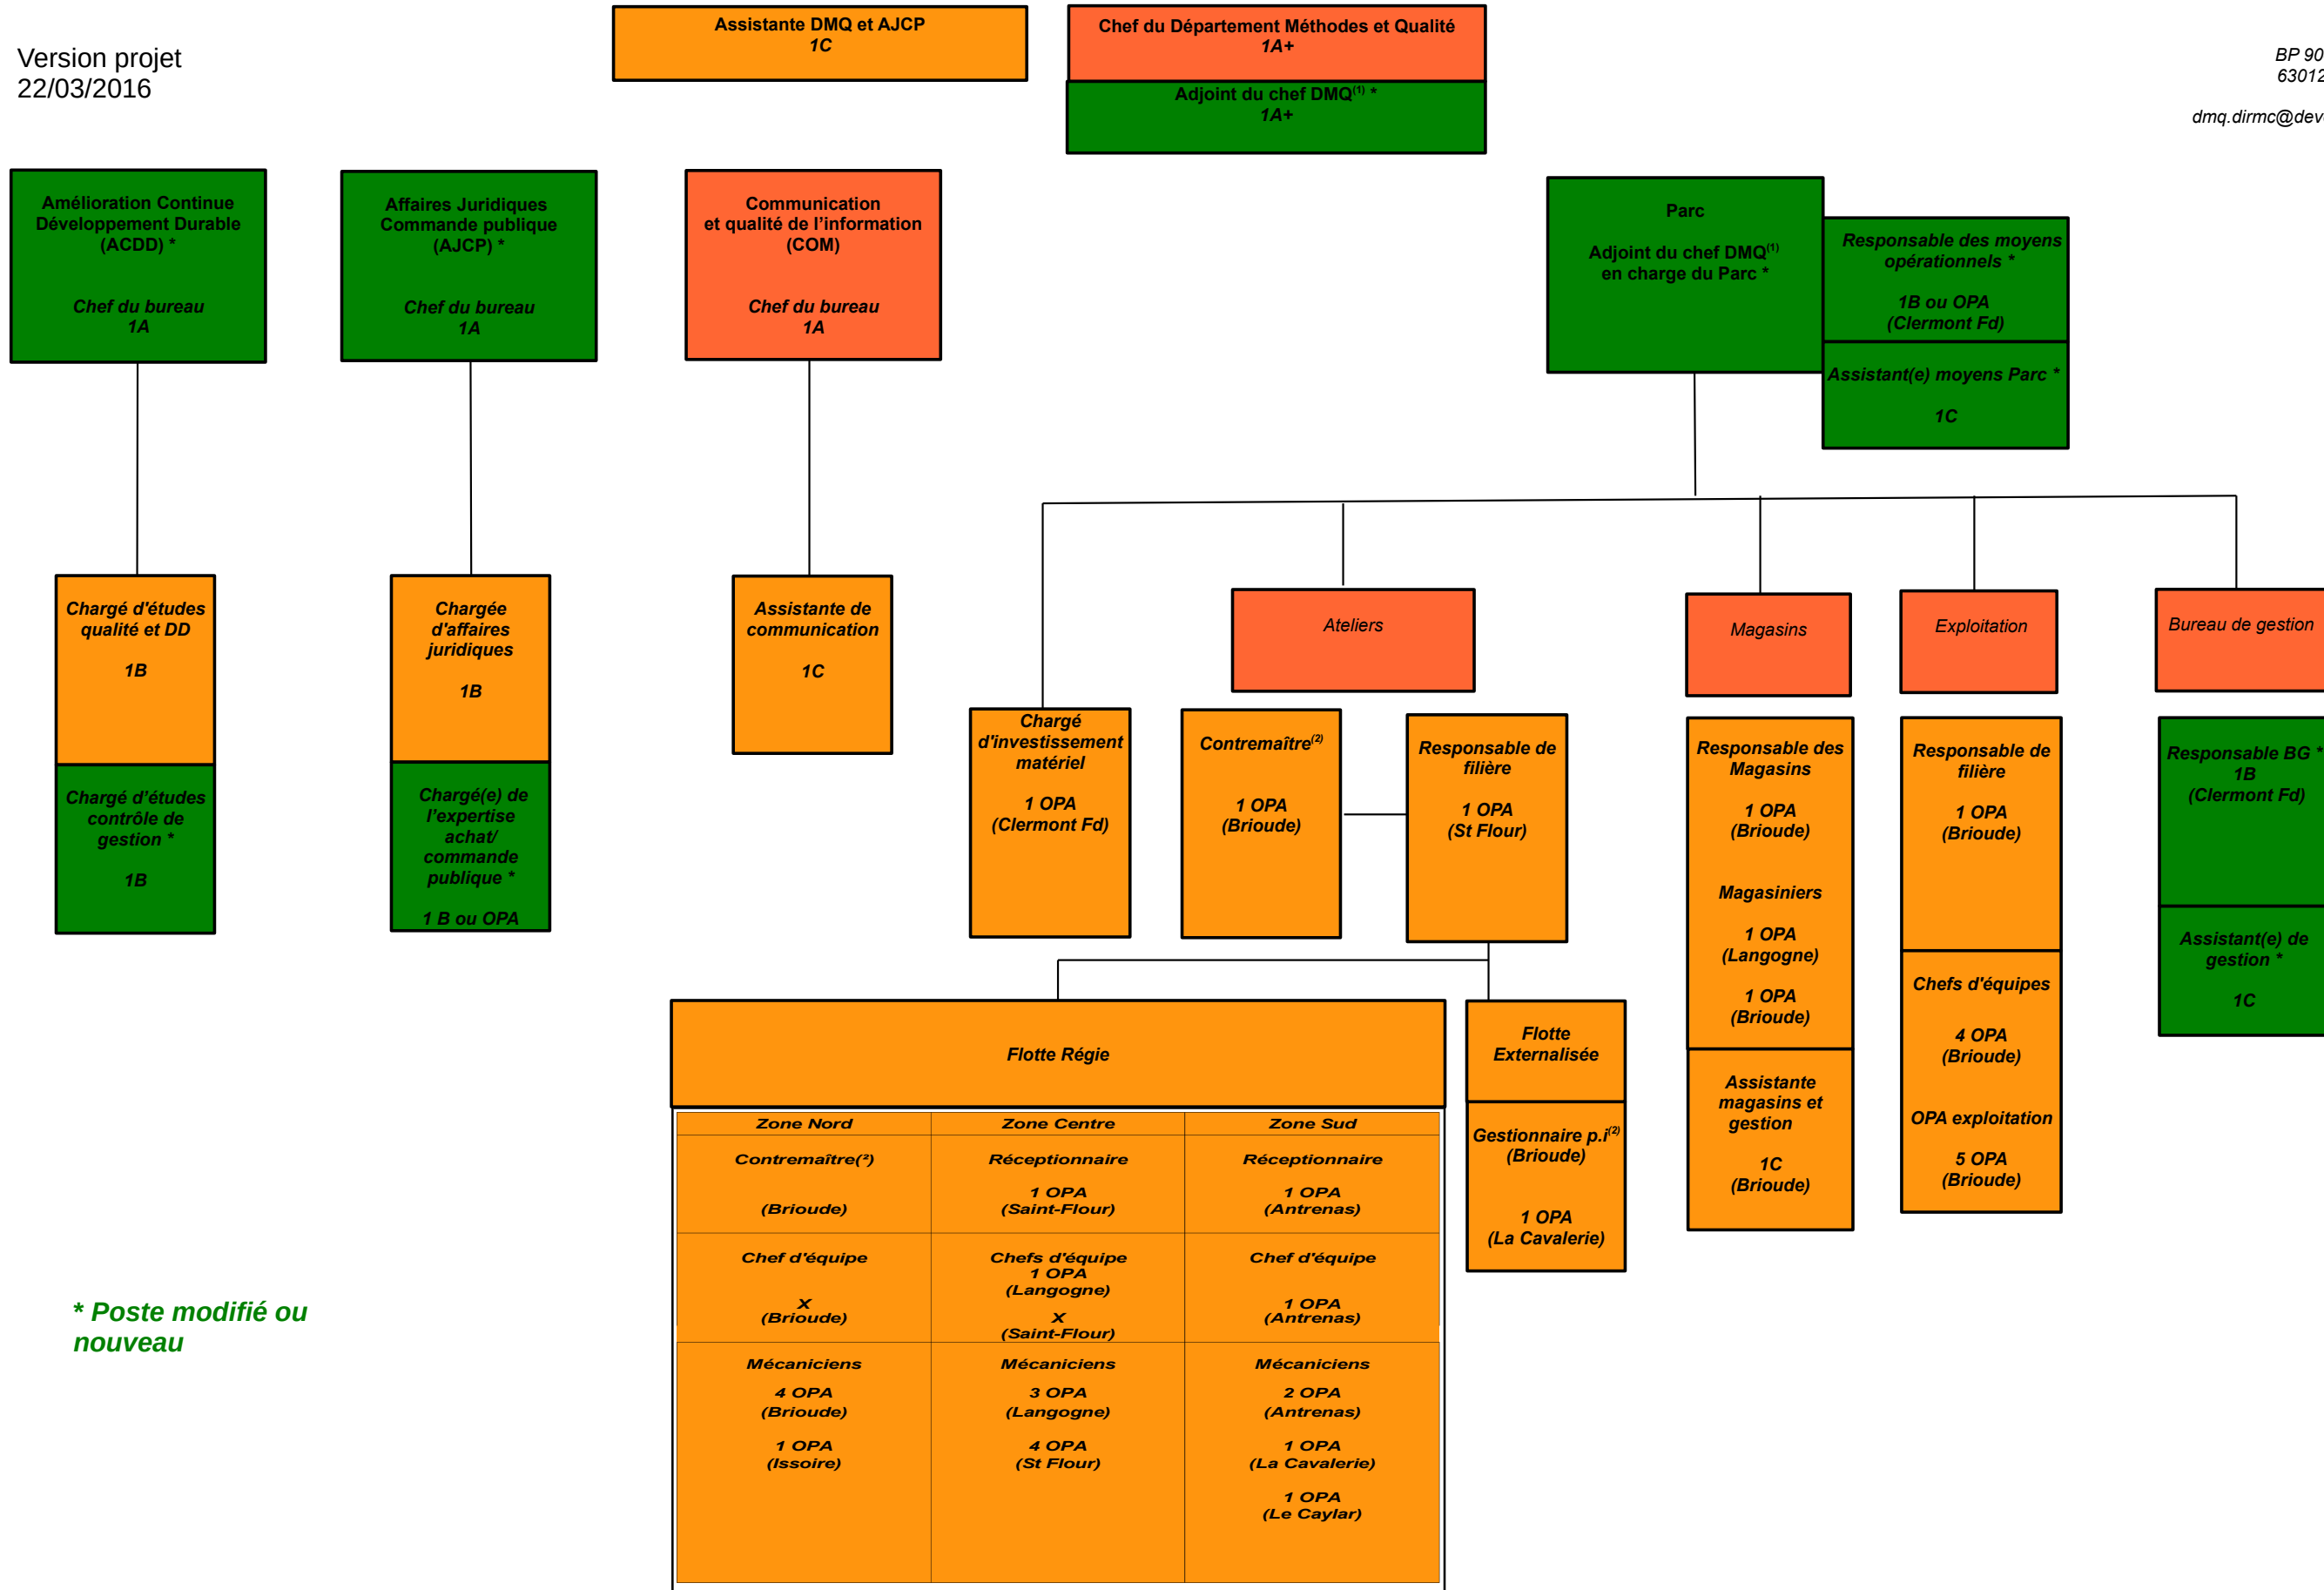 Version projet
22/03/2016
Assistante DMQ et AJCP
1C
Chef du Département Méthodes et Qualité
1A+
Adjoint du chef DMQ(1) *
1A+
BP 90
63012
dmq.dirmc@dev
Amélioration Continue
Développement Durable
(ACDD) *
Chef du bureau
1A
Affaires Juridiques
Commande publique
(AJCP) *
Chef du bureau
1A
Communication
et qualité de l’information
(COM)
Chef du bureau
1A
Parc
Adjoint du chef DMQ(1)
en charge du Parc *
Responsable des moyens
opérationnels *
1B ou OPA
(Clermont Fd)
Assistant(e) moyens Parc *
1C
Chargé d'études
qualité et DD
1B
Chargé d’études
contrôle de
gestion *
1B
Chargée
d'affaires
juridiques
1B
Chargé(e) de
l’expertise
achat/
commande
publique *
1 B ou OPA
Assistante de
communication
1C
Chargé
d'investissement
matériel
1 OPA
(Clermont Fd)
Ateliers
Contremaître(2)
1 OPA
(Brioude)
Responsable de
filière
1 OPA
(St Flour)
Magasins
Responsable des
Magasins
1 OPA
(Brioude)
Magasiniers
1 OPA
(Langogne)
1 OPA
(Brioude)
Assistante
magasins et
gestion
1C
(Brioude)
Exploitation
Responsable de
filière
1 OPA
(Brioude)
Chefs d'équipes
4 OPA
(Brioude)
OPA exploitation
5 OPA
(Brioude)
Bureau de gestion
Responsable BG *
1B
(Clermont Fd)
Assistant(e) de
gestion *
1C
Flotte Régie
Zone Nord
Contremaître(²)
(Brioude)
Chef d'équipe
X
(Brioude)
Mécaniciens
4 OPA
(Brioude)
1 OPA
(Issoire)
Zone Centre
Réceptionnaire
1 OPA
(Saint-Flour)
Chefs d'équipe
1 OPA
(Langogne)
X
(Saint-Flour)
Mécaniciens
3 OPA
(Langogne)
4 OPA
(St Flour)
Zone Sud
Réceptionnaire
1 OPA
(Antrenas)
Chef d'équipe
1 OPA
(Antrenas)
Mécaniciens
2 OPA
(Antrenas)
1 OPA
(La Cavalerie)
1 OPA
(Le Caylar)
Flotte
Externalisée
Gestionnaire p.i(2)
(Brioude)
1 OPA
(La Cavalerie)
* Poste modifié ou
nouveau